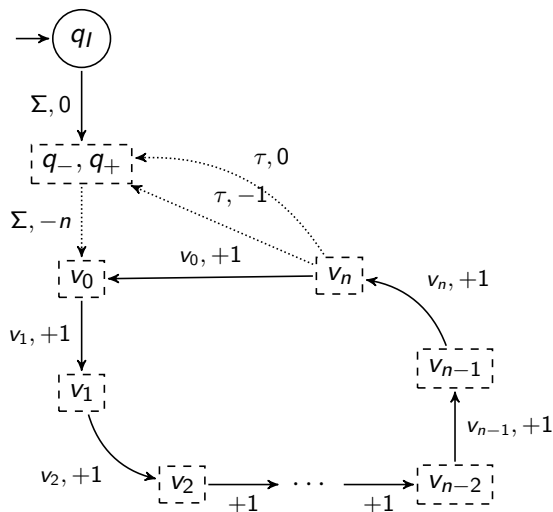 q_I
Σ, 0
q_−, q_+
τ, 0
τ, −1
Σ, −n
v_0, +1
v_0
v_n
v_n, +1
v_1, +1
v_{n−1}
v_1
v_{n−1}, +1
v_2, +1
v_2
+1
· · ·
+1
v_{n−2}